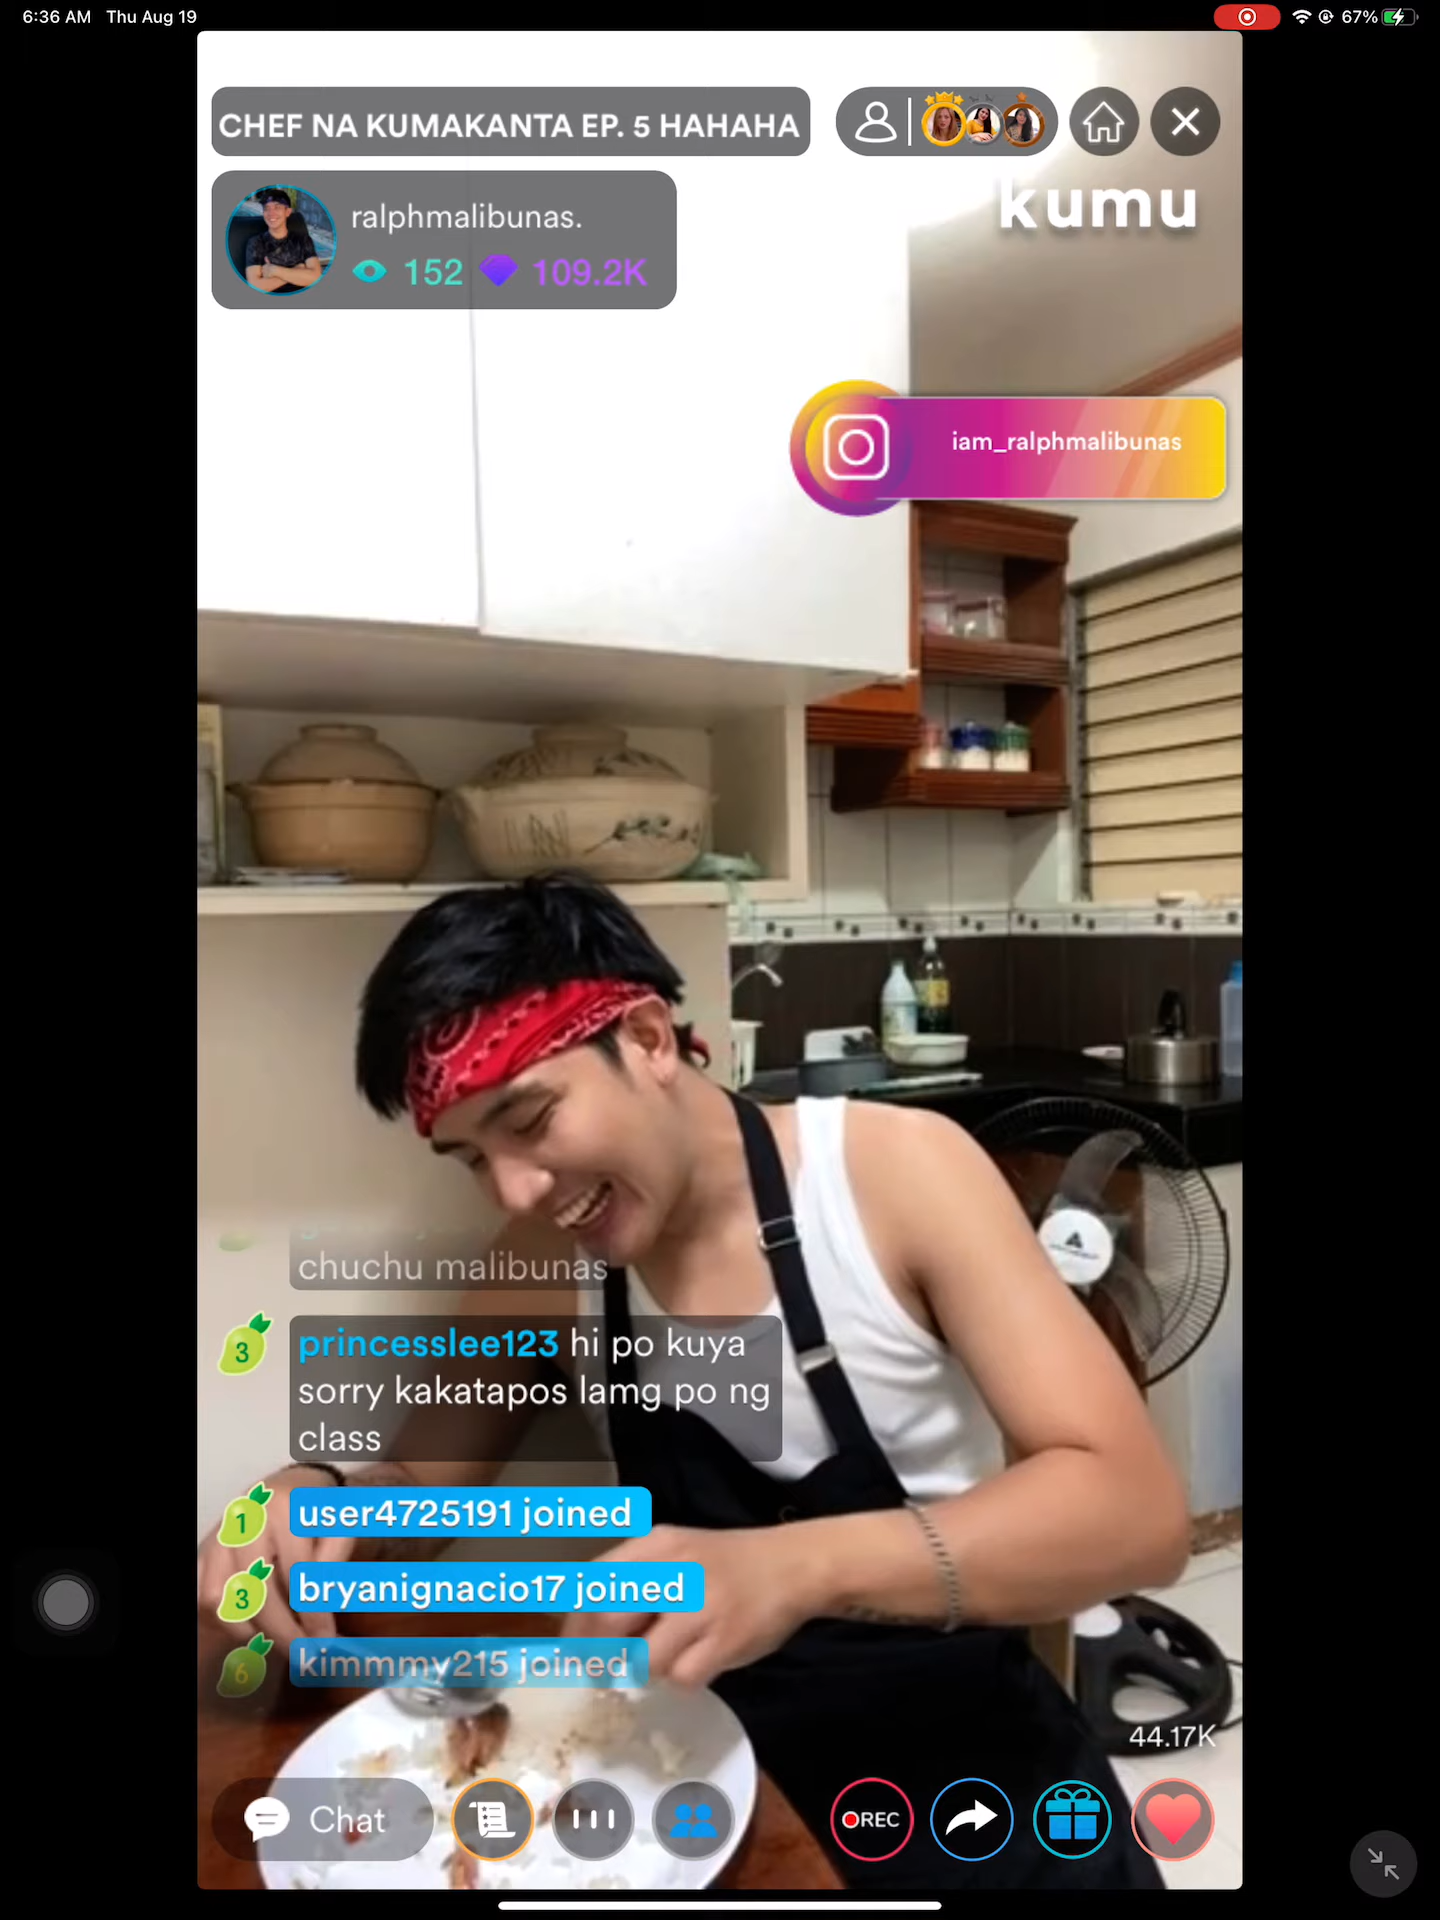 6:36 AM Thu Aug 19
67%
CHEF NA KUMAKANTA EP. 5 HAHAHA
kumu
ralphmalibunas.
152 109.2K
iam_ralphmalibunas
chuchu malibunas
3 princesslee123 hi po kuya
sorry kakatapos lamg po ng
class
1 user4725191 joined
3 bryanignacio17 joined
6 kimmmy215 joined
44.17K
Chat
REC